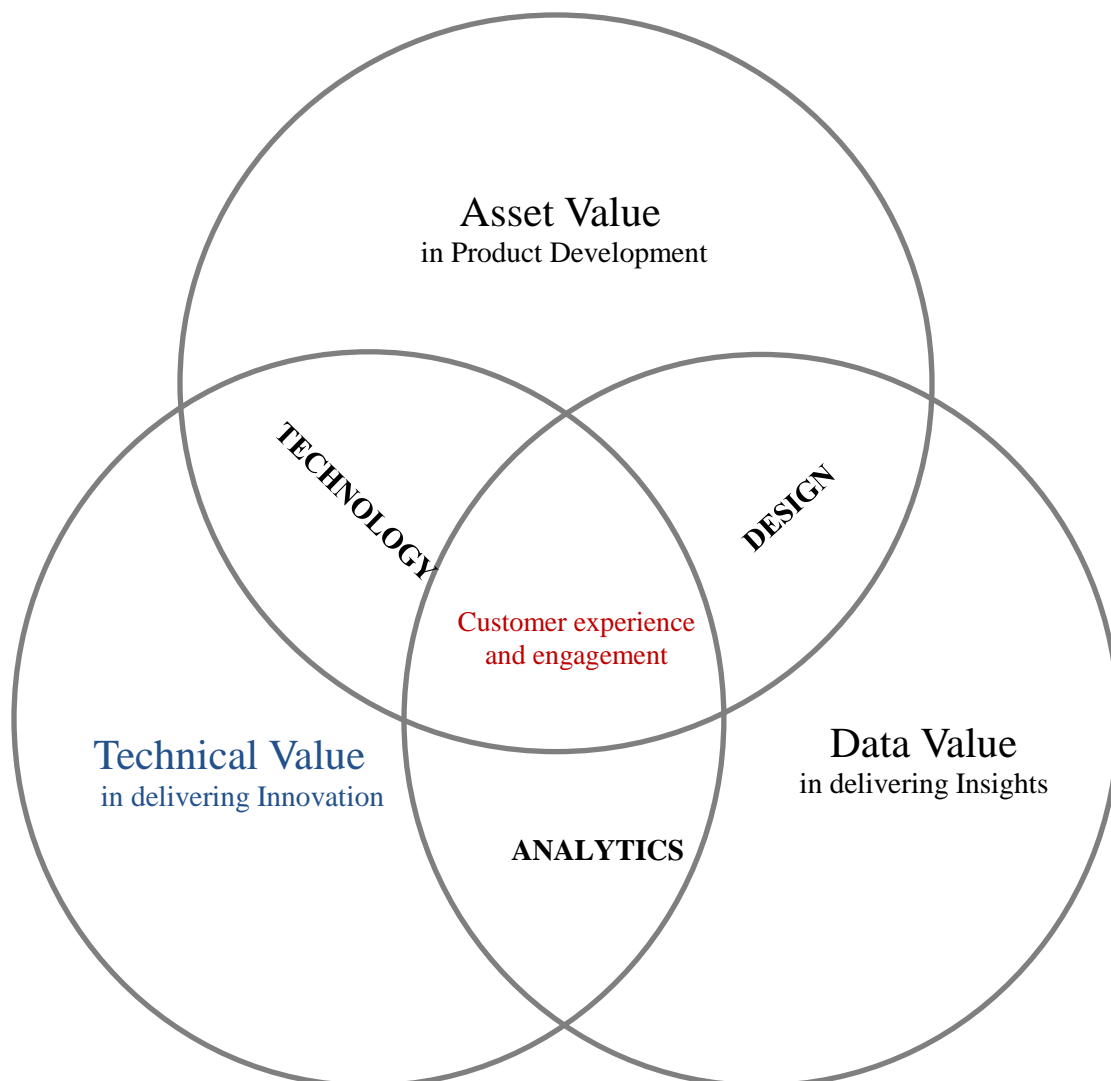 Asset Value
in Product Development
TECHNOLOGY
DESIGN
Customer experience
and engagement
Technical Value
in delivering Innovation
Data Value
in delivering Insights
ANALYTICS